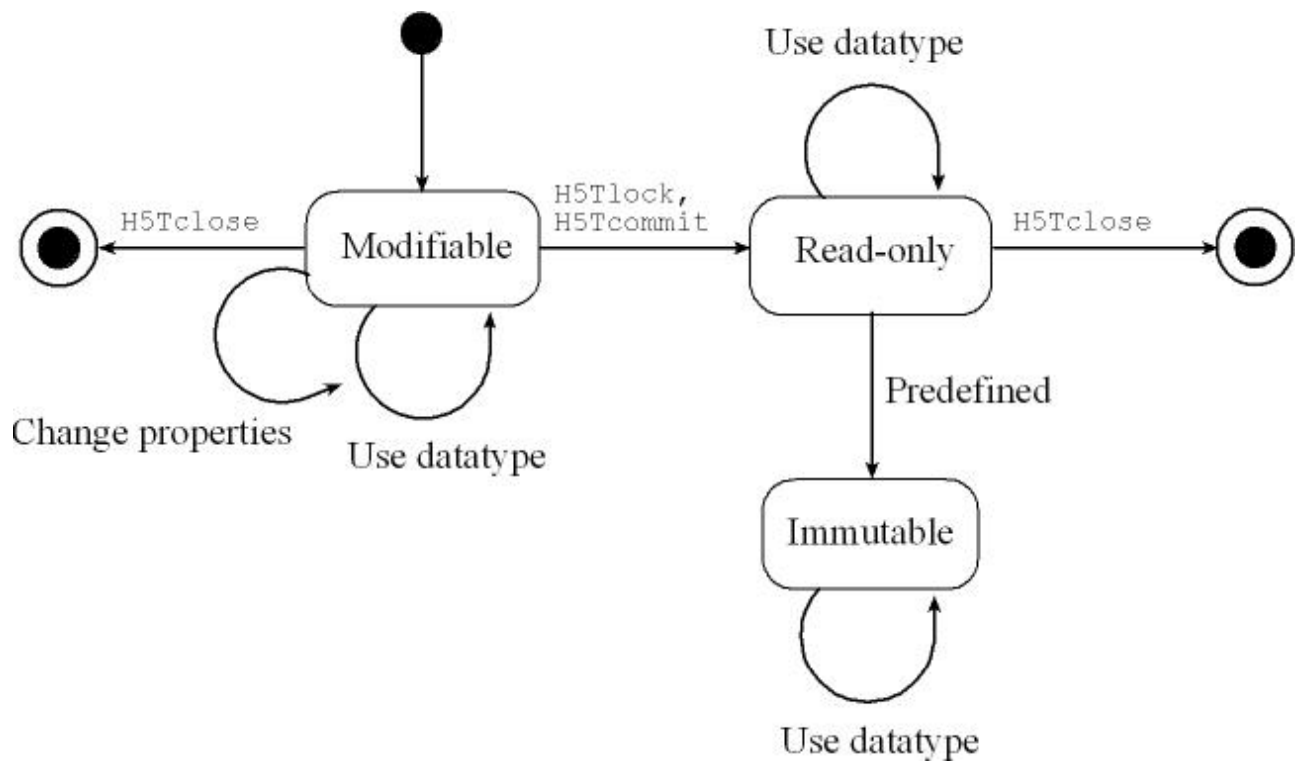 Use datatype
H5Tclose
Modifiable
H5Tlock,
H5Tcommit
Read-only
H5Tclose
Change properties
Use datatype
Predefined
Immutable
Use datatype